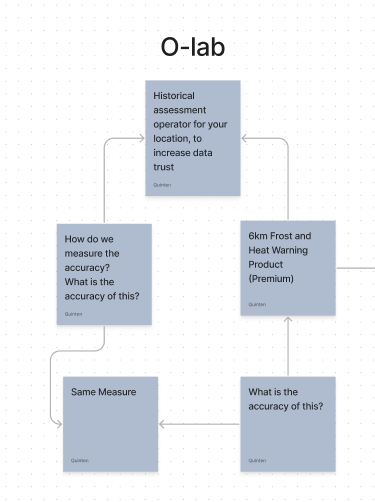 O-lab
Historical
assessment
operator for your
location, to
increase data
trust
Quinten
How do we
measure the
accuracy?
What is the
accuracy of this?
Quinten
6km Frost and
Heat Warning
Product
(Premium)
Quinten
Same Measure
Quinten
What is the
accuracy of this?
Quinten